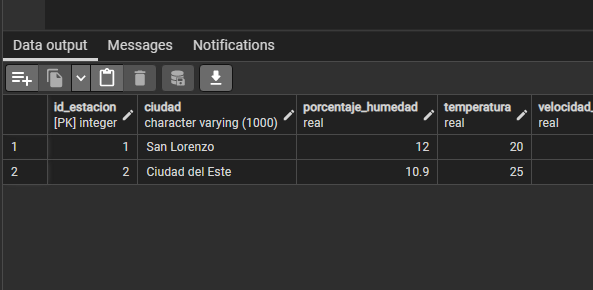 Data output Messages Notifications
id_estacion ciudad porcentaje_humedad temperatura velocidad_
[PK] integer character varying (1000) real real real
1 1 San Lorenzo 12 20
2 2 Ciudad del Este 10.9 25